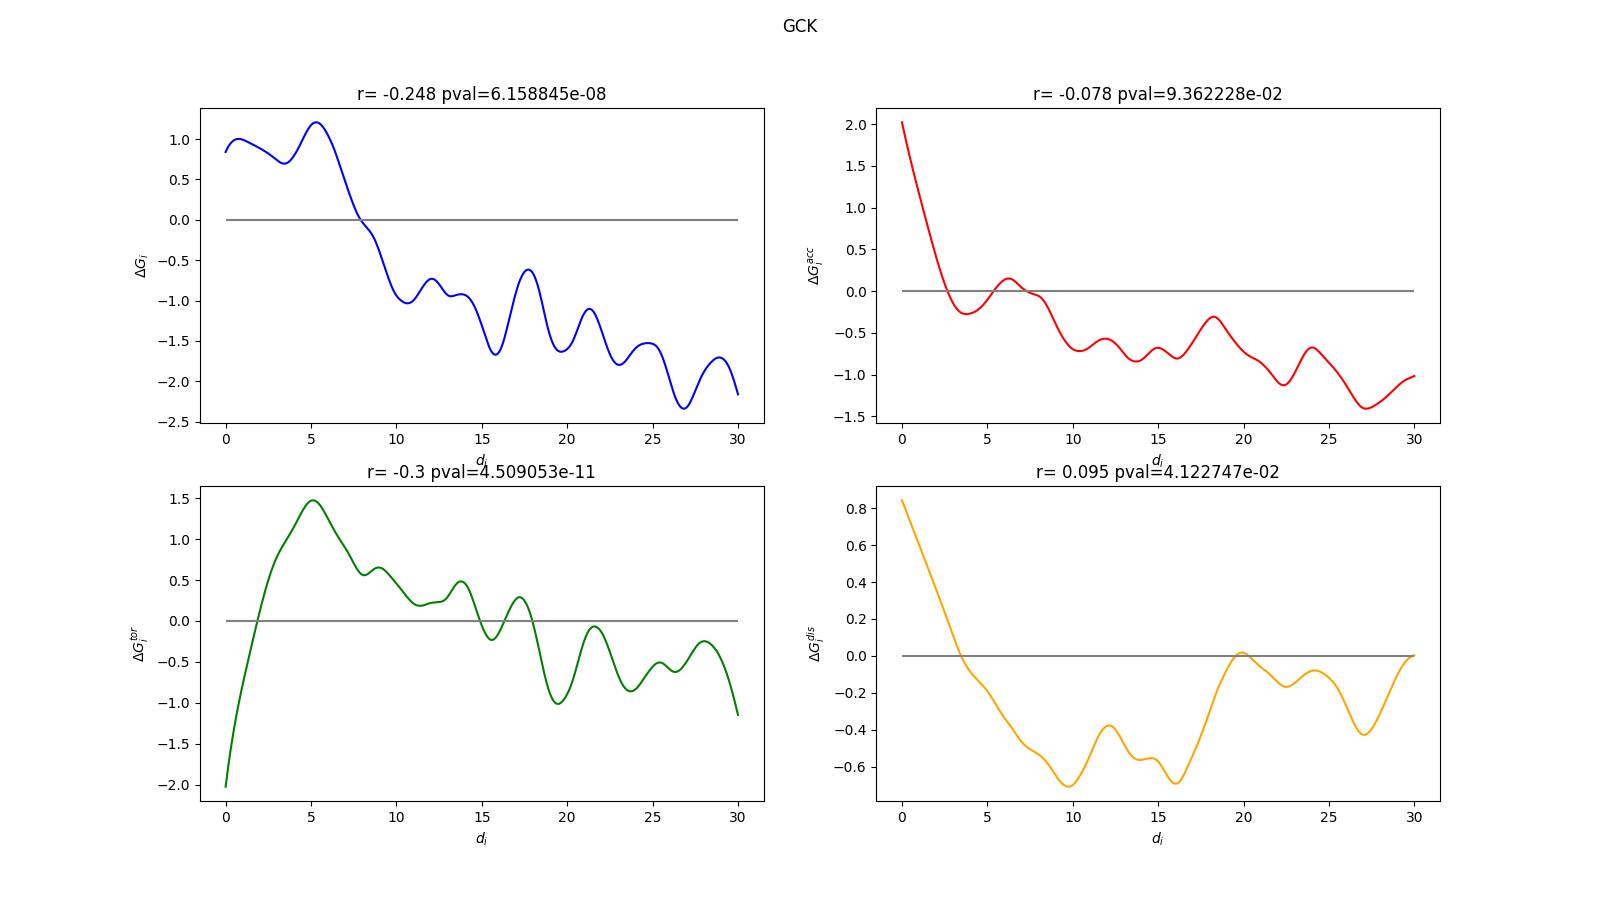 GCK
r= -0.248 pval=6.158845e-08
1.0
0.5
0.0
−0.5
−1.0
−1.5
−2.0
−2.5
ΔG_i
0 5 10 15 20 25 30
d_i
r= -0.078 pval=9.362228e-02
2.0
1.5
1.0
0.5
0.0
−0.5
−1.0
−1.5
ΔG_i^{acc}
0 5 10 15 20 25 30
d_i
r= -0.3 pval=4.509053e-11
1.5
1.0
0.5
0.0
−0.5
−1.0
−1.5
−2.0
ΔG_i^{tor}
0 5 10 15 20 25 30
d_i
r= 0.095 pval=4.122747e-02
0.8
0.6
0.4
0.2
0.0
−0.2
−0.4
−0.6
ΔG_i^{dis}
0 5 10 15 20 25 30
d_i